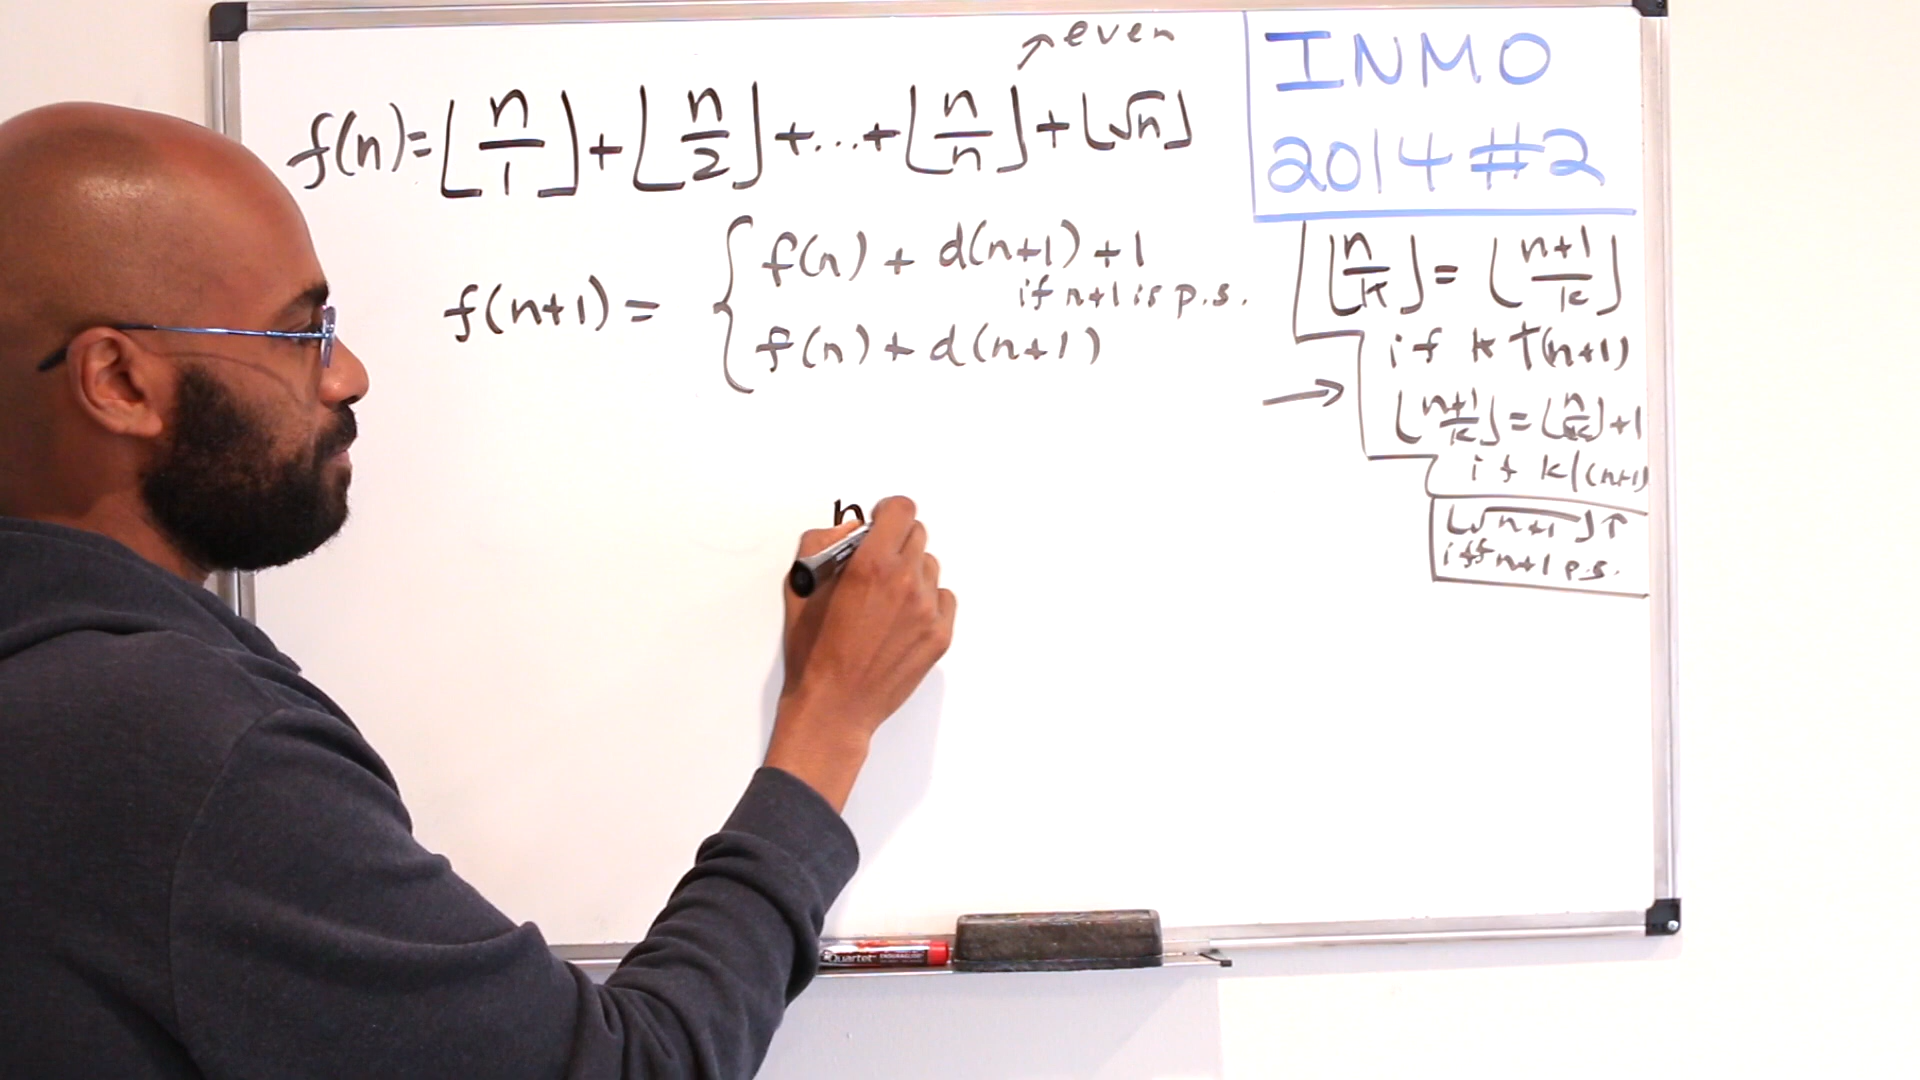 ↗even
f(n)=⌊n/1⌋+⌊n/2⌋+...+⌊n/n⌋+⌊√n⌋
f(n+1)= { f(n)+d(n+1)+1
if n+1 is p.s.
f(n)+d(n+1)
n
INMO
2014 #2
⌊n/k⌋=⌊(n+1)/k⌋
if k∤(n+1)
→ ⌊(n+1)/k⌋=⌊n/k⌋+1
if k|(n+1)
⌊√n+1⌋↑
iff n+1 p.s.
Quartet